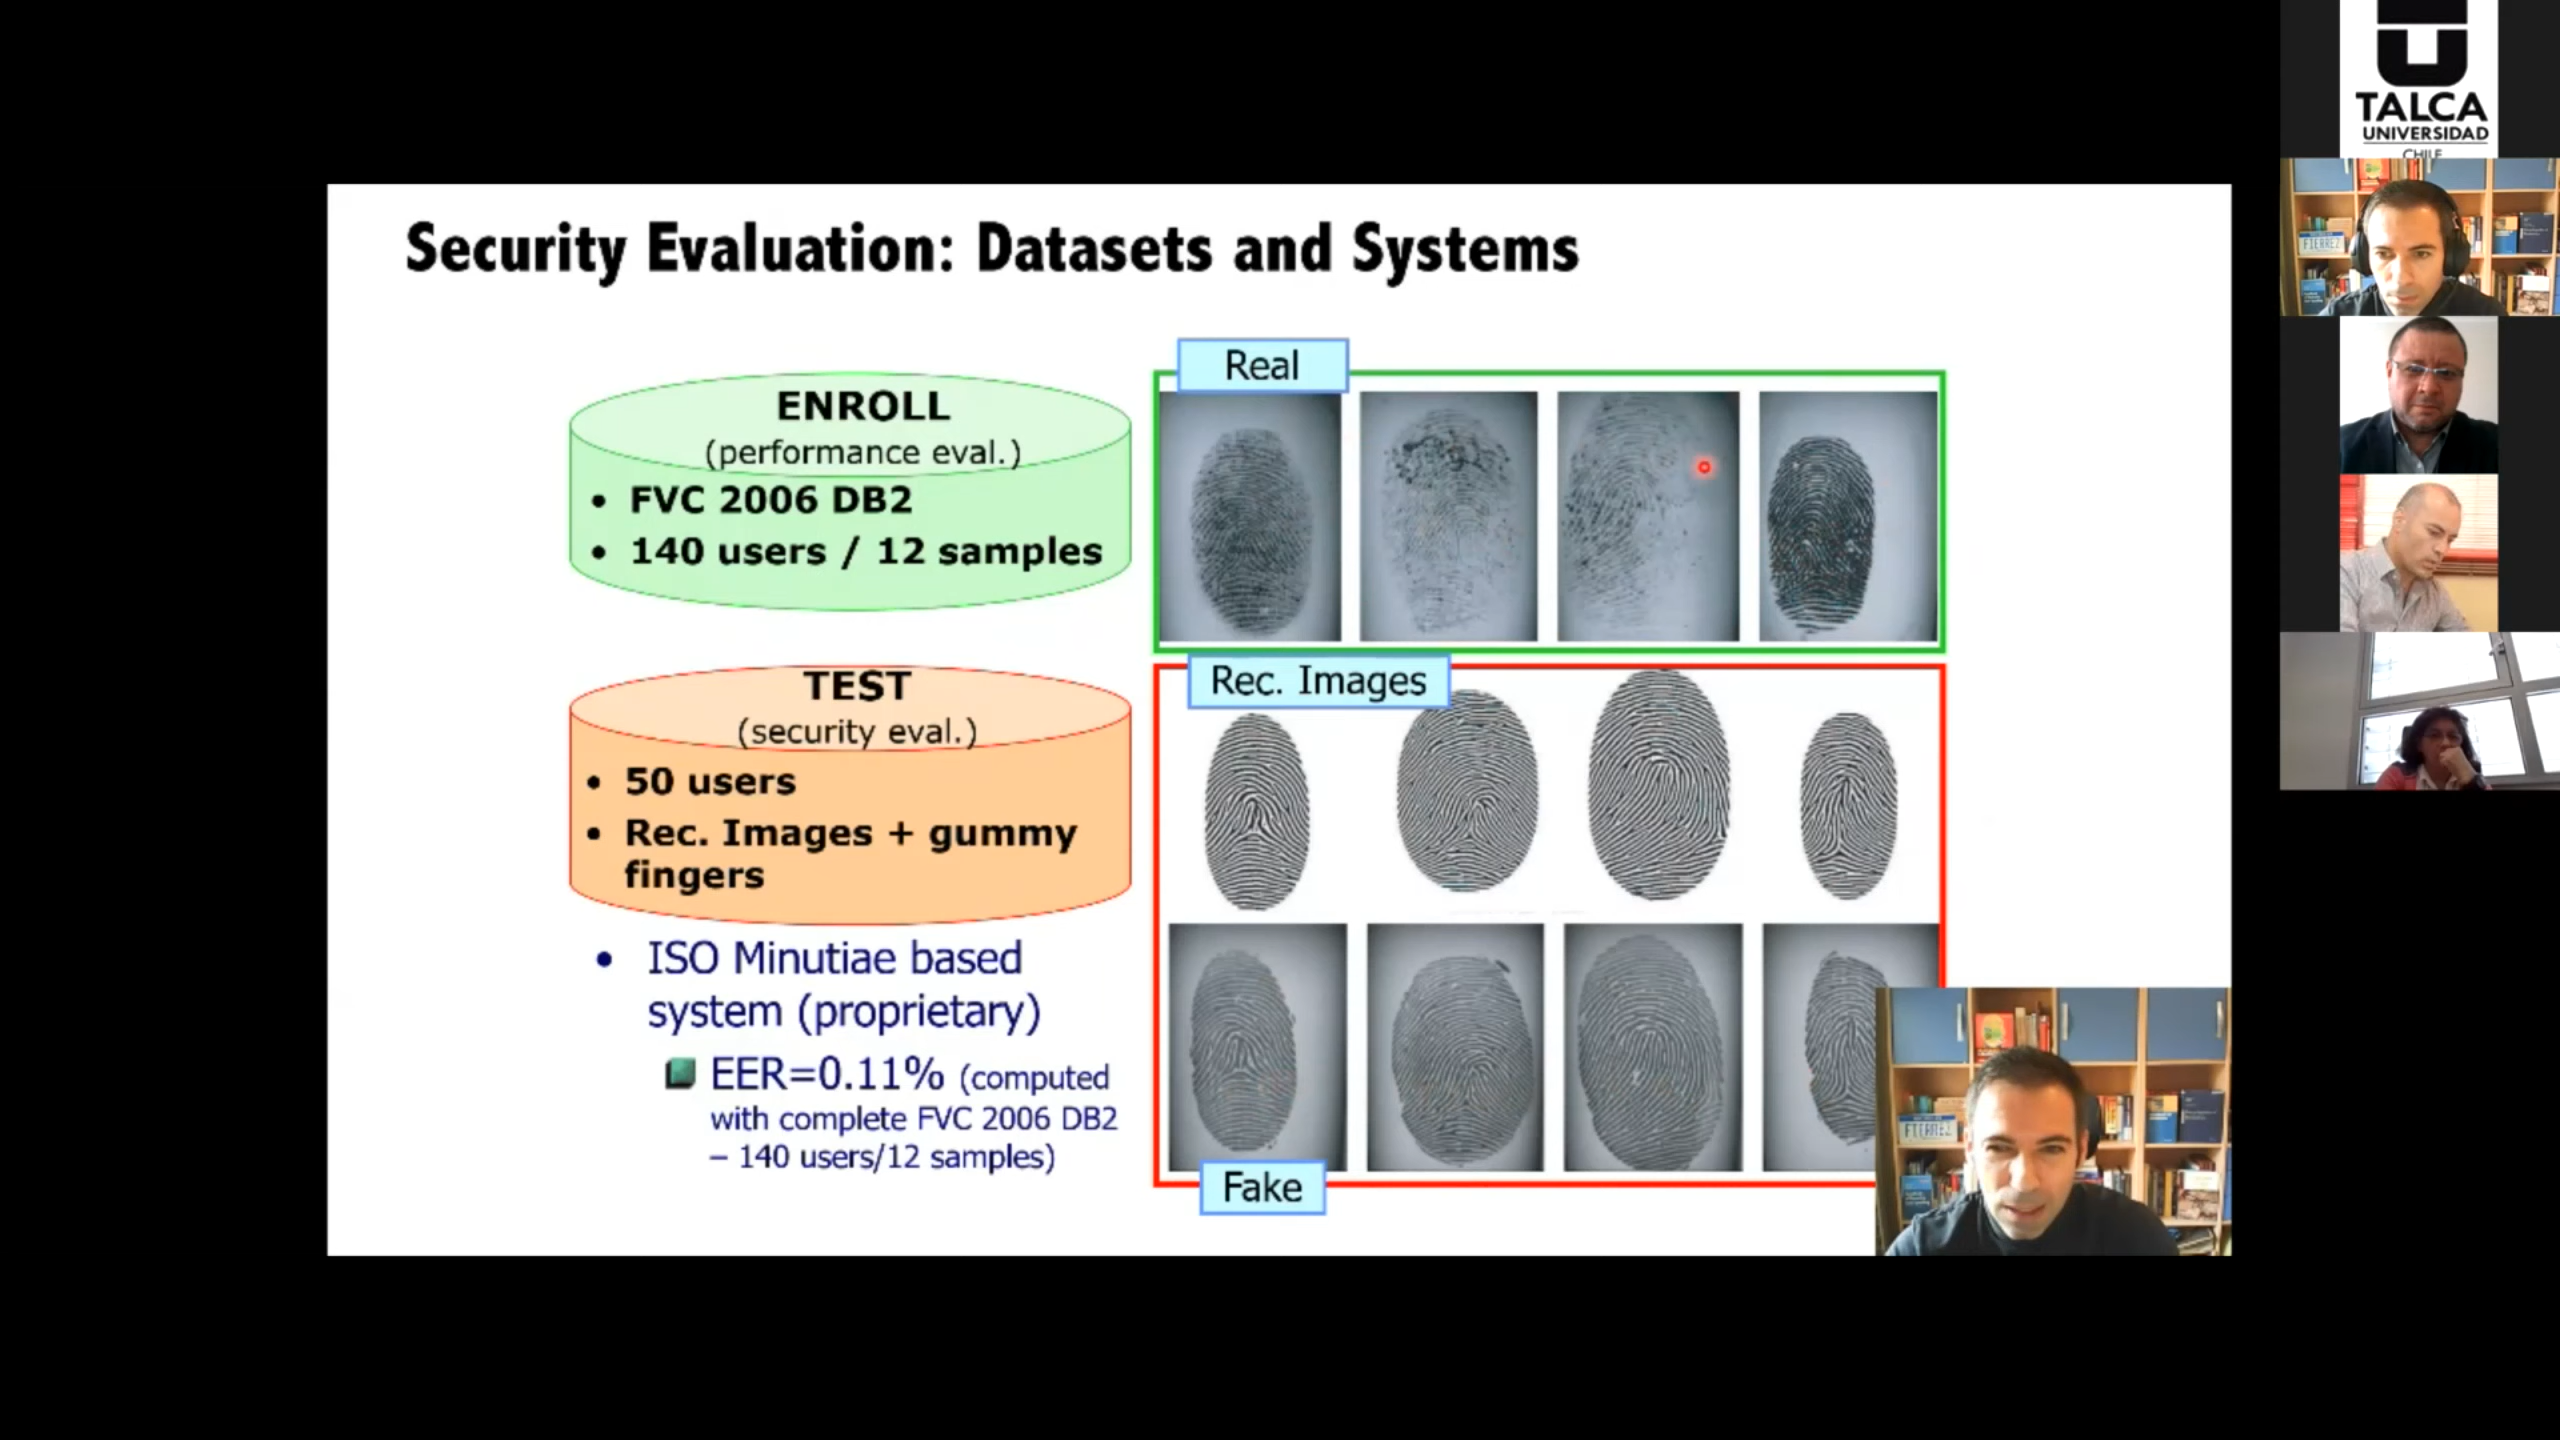 Security Evaluation: Datasets and Systems
ENROLL
(performance eval.)
• FVC 2006 DB2
• 140 users / 12 samples
TEST
(security eval.)
• 50 users
• Rec. Images + gummy
fingers
• ISO Minutiae based
system (proprietary)
EER=0.11% (computed
with complete FVC 2006 DB2
– 140 users/12 samples)
Real
Rec. Images
Fake
FIERREZ
TALCA
UNIVERSIDAD
CHILE
FIERREZ